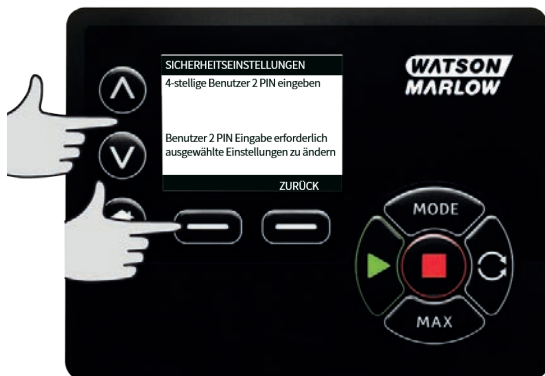 SICHERHEITSEINSTELLUNGEN
4-stellige Benutzer 2 PIN eingeben
Benutzer 2 PIN Eingabe erforderlich
ausgewählte Einstellungen zu ändern
ZURÜCK
WATSON
MARLOW
MODE
MAX